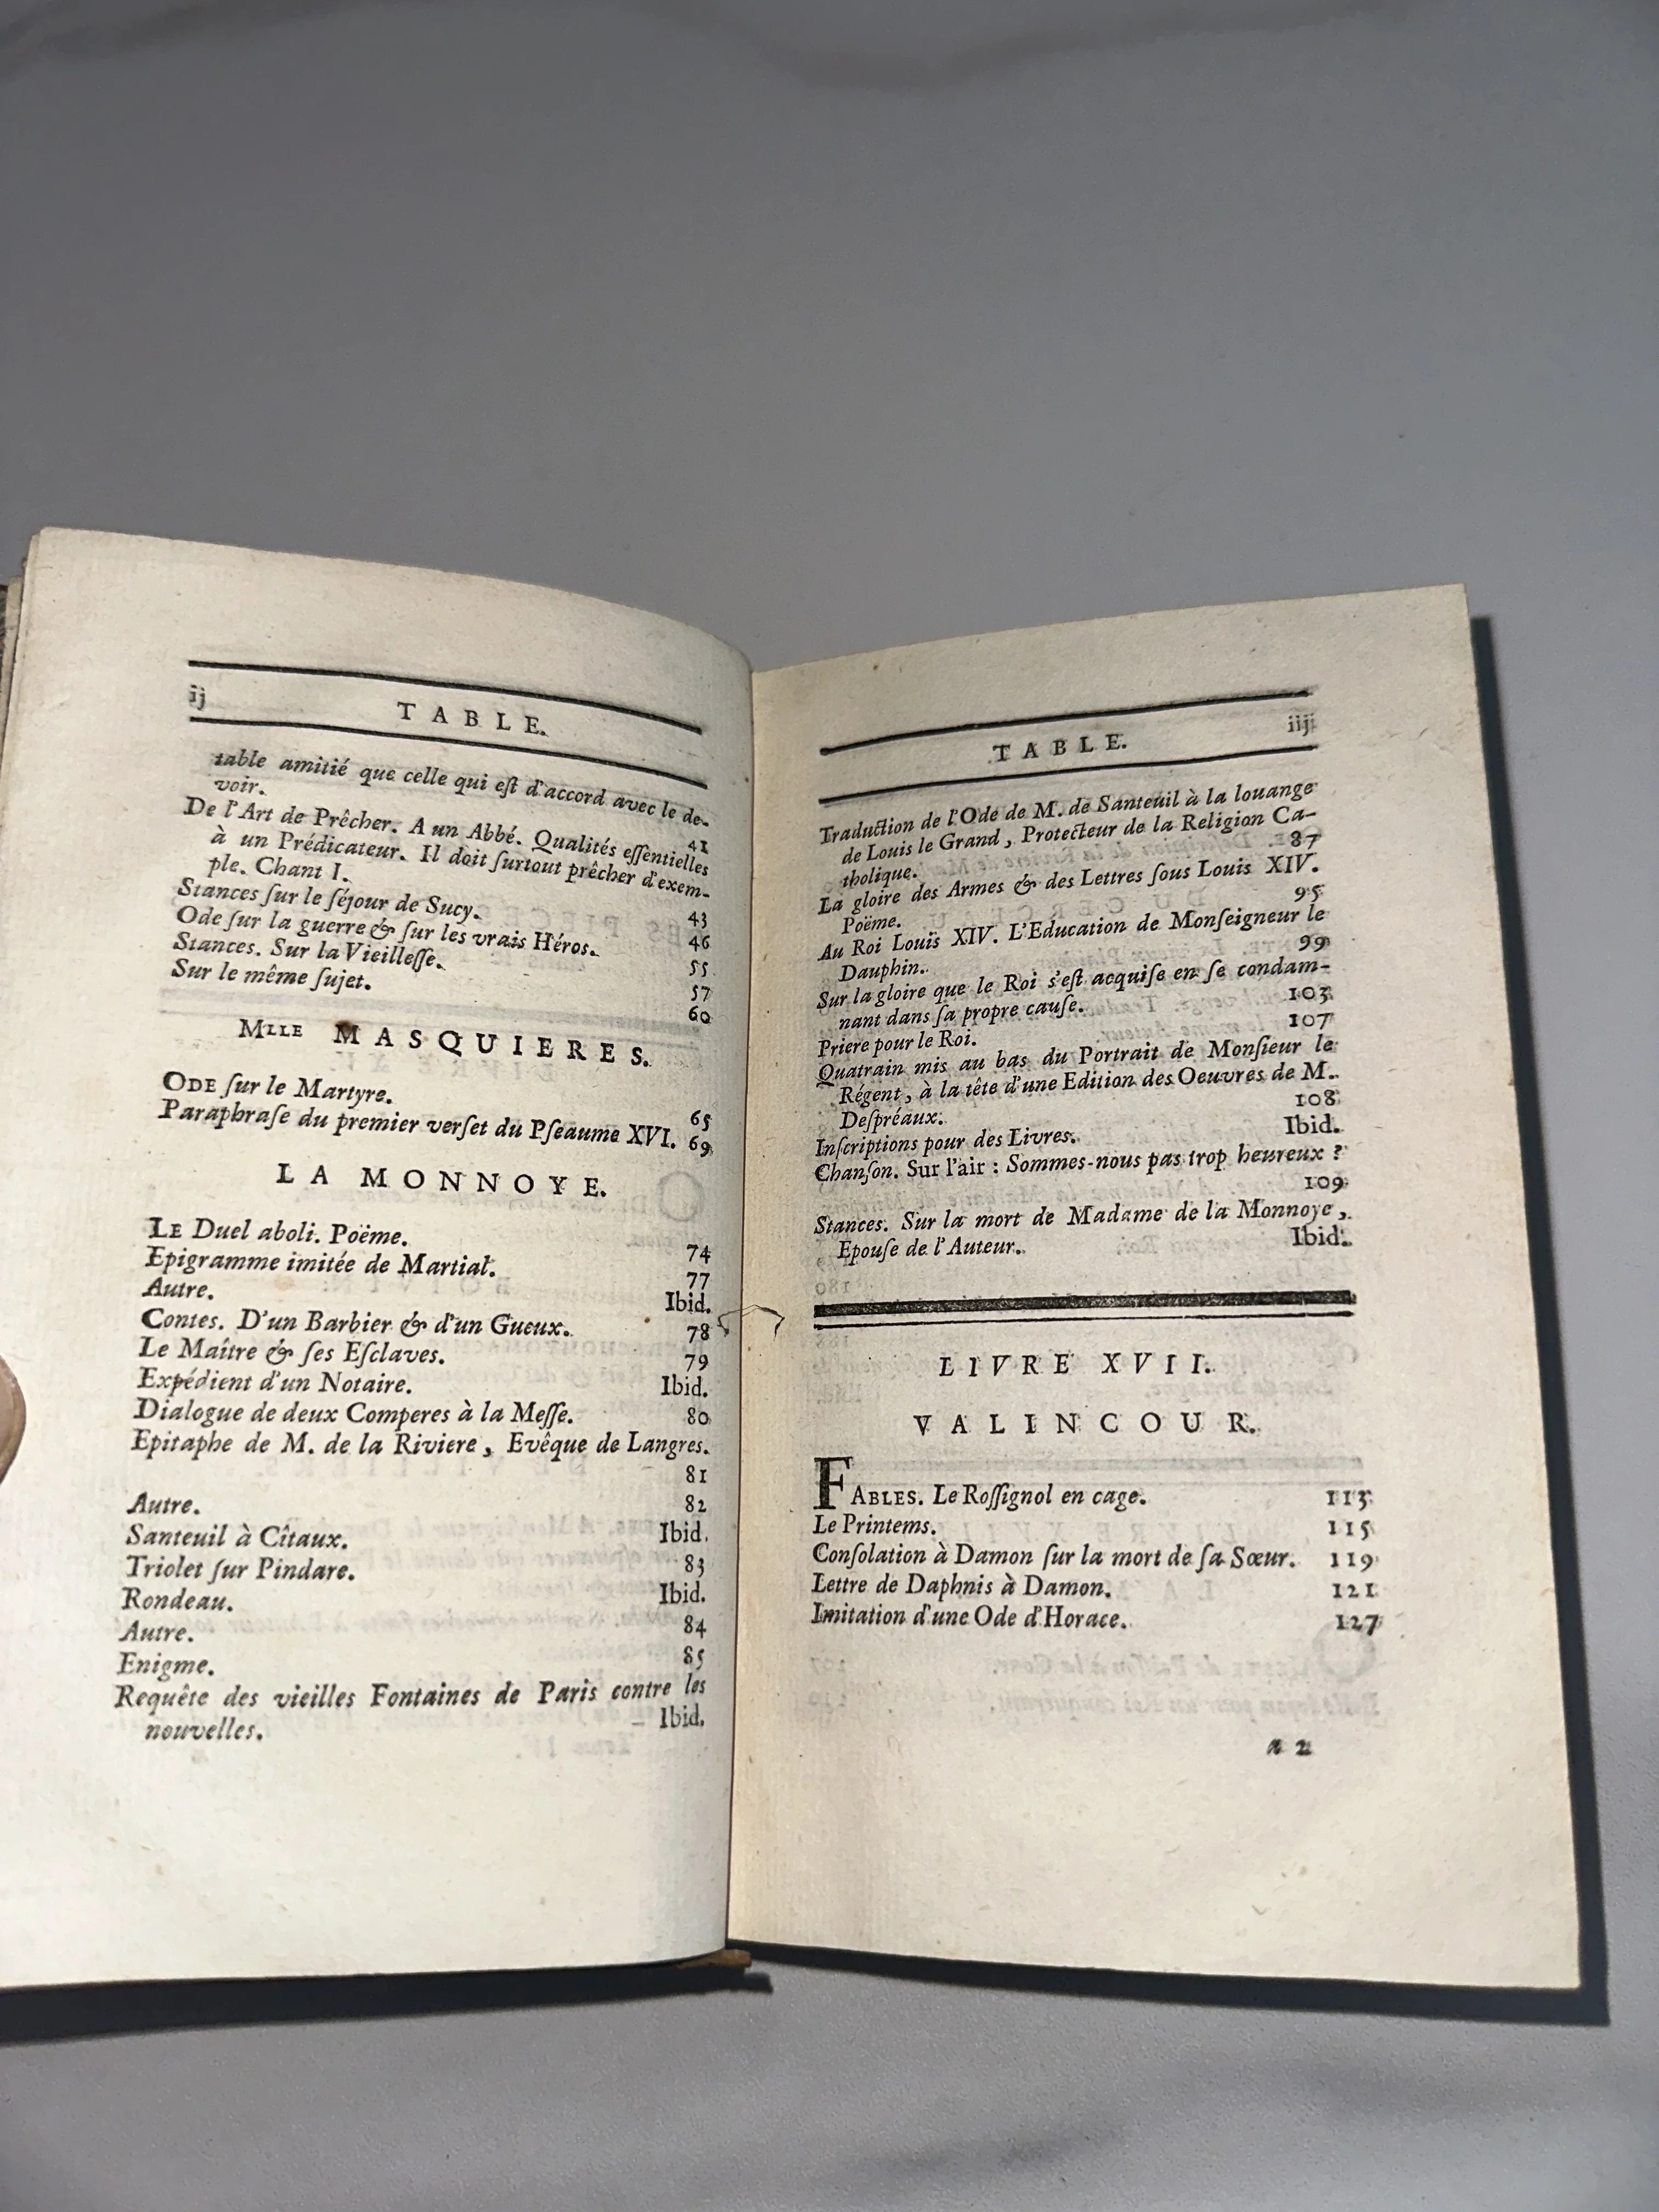 ij
TABLE.
table amitié que celle qui eſt d'accord avec le de-
voir. 41
De l'Art de Prêcher. A un Abbé. Qualités eſſentielles
à un Prédicateur. Il doit ſurtout prêcher d'exem-
ple. Chant I. 43
Stances ſur le ſéjour de Sucy. 46
Ode ſur la guerre & ſur les vrais Héros. 55
Stances. Sur la Vieilleſſe. 57
Sur le même ſujet. 60
MLLE MASQUIERES.
ODE ſur le Martyre. 65
Paraphraſe du premier verſet du Pſeaume XVI. 69
LA MONNOYE.
LE Duel aboli. Poëme. 74
Epigramme imitée de Martial. 77
Autre. Ibid.
Contes. D'un Barbier & d'un Gueux. 78
Le Maître & ſes Eſclaves. 79
Expédient d'un Notaire. Ibid.
Dialogue de deux Comperes à la Meſſe. 80
Epitaphe de M. de la Riviere, Evêque de Langres.
81
Autre. 82
Santeuil à Cîtaux. Ibid.
Triolet ſur Pindare. 83
Rondeau. Ibid.
Autre. 84
Enigme. 85
Requête des vieilles Fontaines de Paris contre les
nouvelles. Ibid.
TABLE.
iij
Traduction de l'Ode de M. de Santeuil à la louange
de Louis le Grand, Protecteur de la Religion Ca-
tholique. 87
La gloire des Armes & des Lettres ſous Louis XIV.
Poëme. 95
Au Roi Louis XIV. L'Education de Monſeigneur le
Dauphin. 99
Sur la gloire que le Roi s'eſt acquiſe en ſe condam-
nant dans ſa propre cauſe. 103
Priere pour le Roi. 107
Quatrain mis au bas du Portrait de Monſieur le
Régent, à la tête d'une Edition des Oeuvres de M.
Deſpréaux. 108
Inſcriptions pour des Livres. Ibid.
Chanſon. Sur l'air : Sommes-nous pas trop heureux ?
109
Stances. Sur la mort de Madame de la Monnoye,
Epouſe de l'Auteur. Ibid.
LIVRE XVII.
VALINCOUR.
FABLES. Le Roſſignol en cage. 113
Le Printems. 115
Conſolation à Damon ſur la mort de ſa Sœur. 119
Lettre de Daphnis à Damon. 121
Imitation d'une Ode d'Horace. 127
a 2